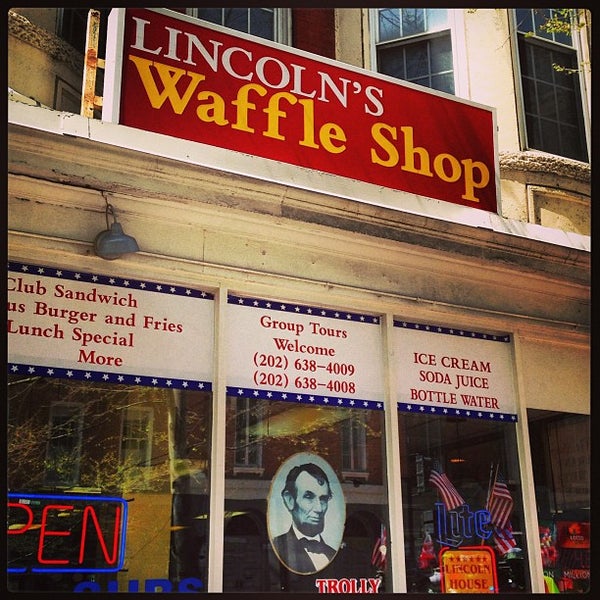 LINCOLN'S
Waffle Shop
Club Sandwich
us Burger and Fries
Lunch Special
More
Group Tours
Welcome
(202) 638-4009
(202) 638-4008
ICE CREAM
SODA JUICE
BOTTLE WATER
PEN
Lite
LINCOLN
HOUSE
TROLLY